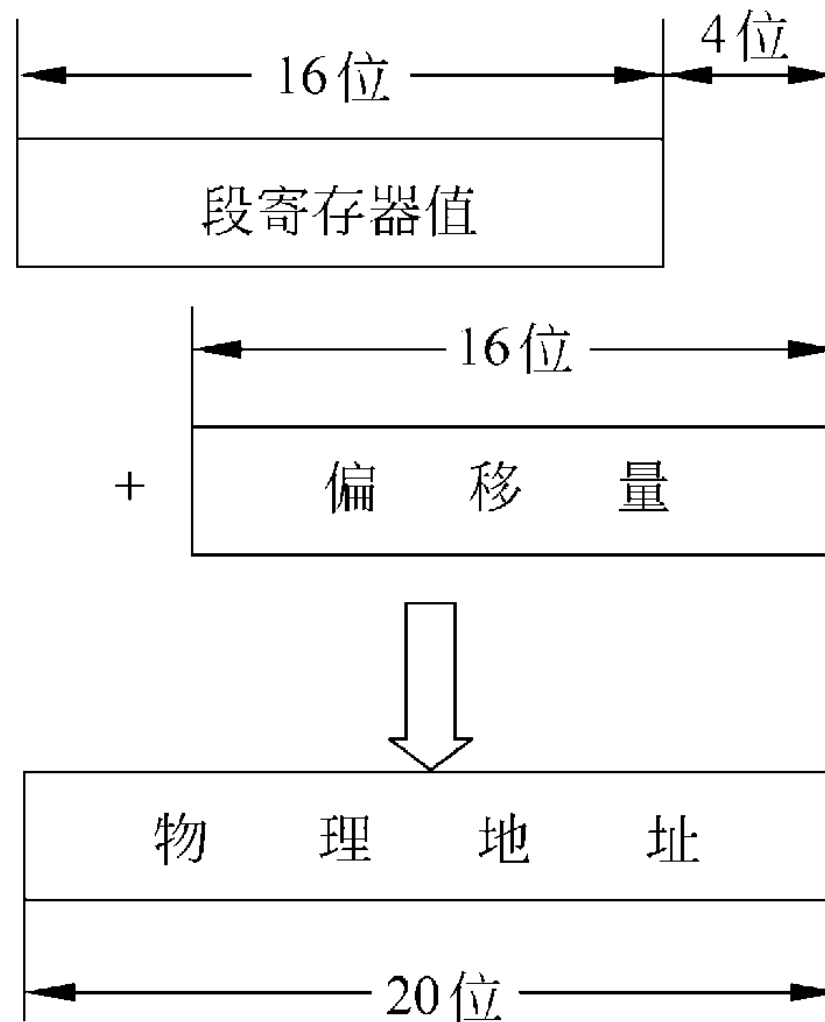 4位
16位
段寄存器值
16位
+ 偏 移 量
物 理 地 址
20位